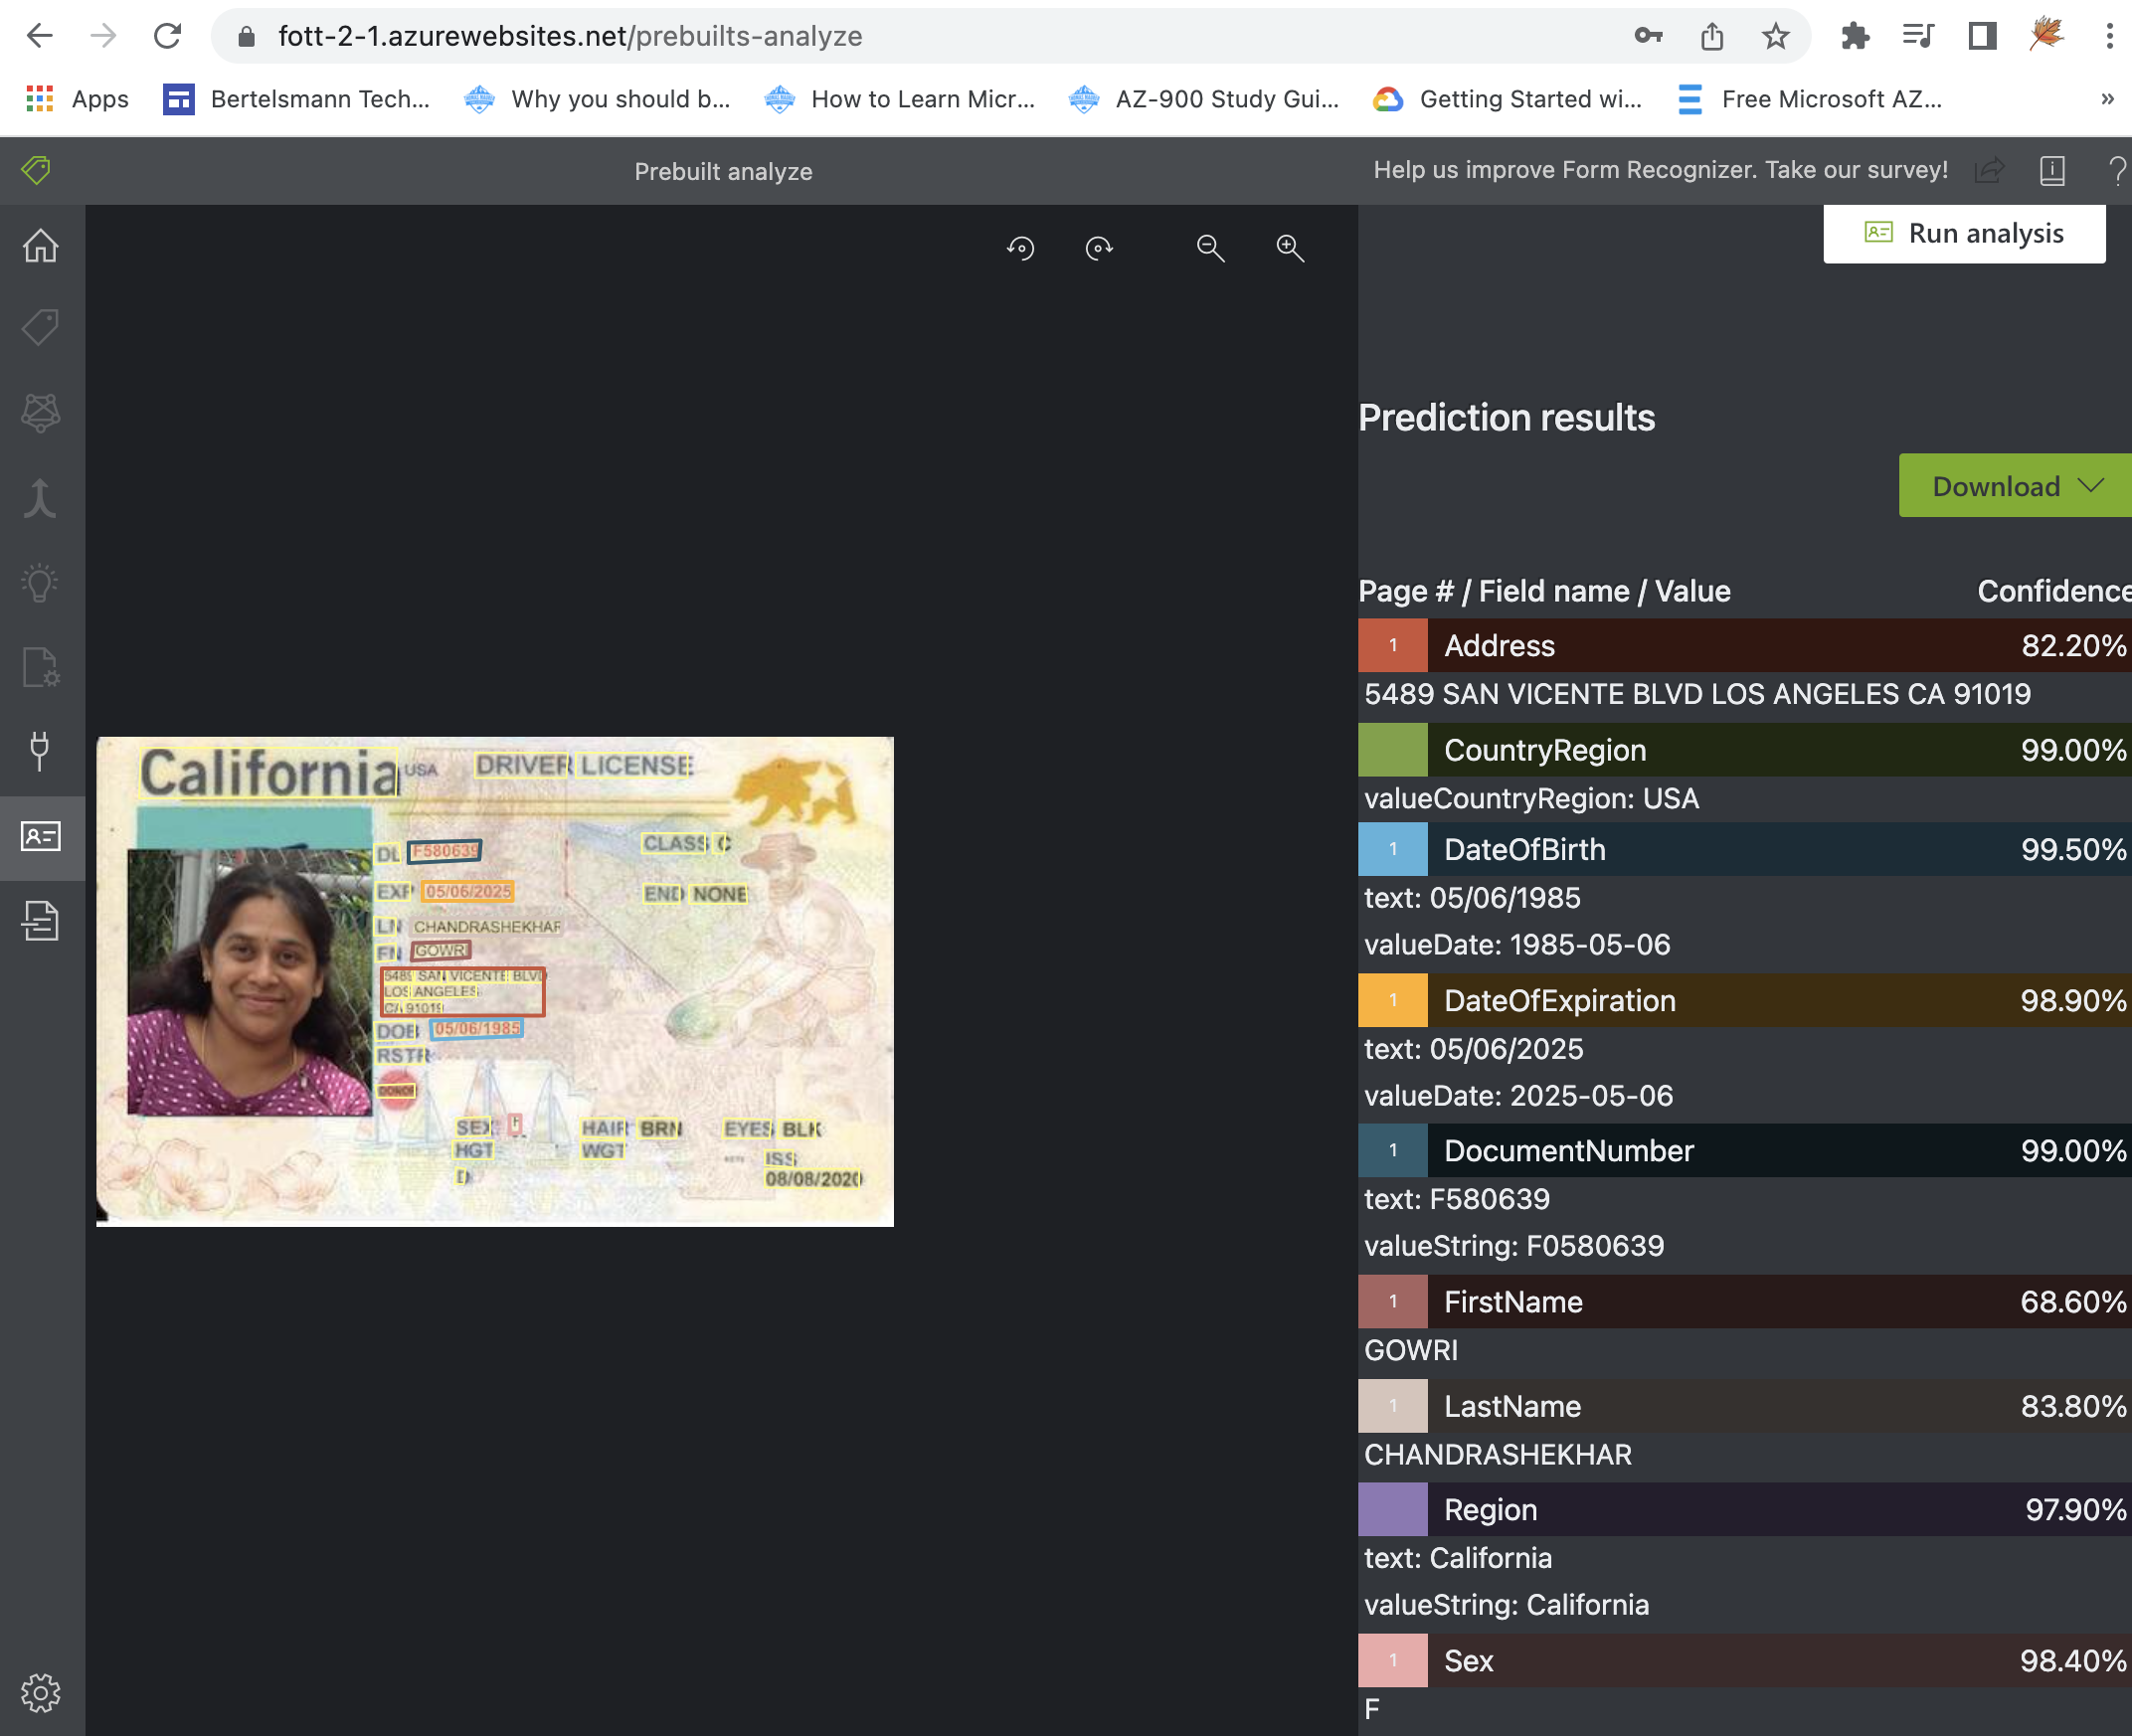 fott-2-1.azurewebsites.net/prebuilts-analyze
Apps
Bertelsmann Tech...
Why you should b...
How to Learn Micr...
AZ-900 Study Gui...
Getting Started wi...
Free Microsoft AZ...
»
Prebuilt analyze
Help us improve Form Recognizer. Take our survey!
Run analysis
Prediction results
Download
Page # / Field name / Value Confidence
1 Address 82.20%
5489 SAN VICENTE BLVD LOS ANGELES CA 91019
CountryRegion 99.00%
valueCountryRegion: USA
1 DateOfBirth 99.50%
text: 05/06/1985
valueDate: 1985-05-06
1 DateOfExpiration 98.90%
text: 05/06/2025
valueDate: 2025-05-06
1 DocumentNumber 99.00%
text: F580639
valueString: F0580639
1 FirstName 68.60%
GOWRI
1 LastName 83.80%
CHANDRASHEKHAR
Region 97.90%
text: California
valueString: California
1 Sex 98.40%
F
California USA DRIVER LICENSE
DL F580639
CLASS C
EXP 05/06/2025
END NONE
LN CHANDRASHEKHAR
FN GOWRI
5489 SAN VICENTE BLVD
LOS ANGELES
CA 91019
DOB 05/06/1985
RSTR
DONOR
SEX F
HAIR BRN
EYES BLK
HGT
WGT
ISS
D
08/08/2020